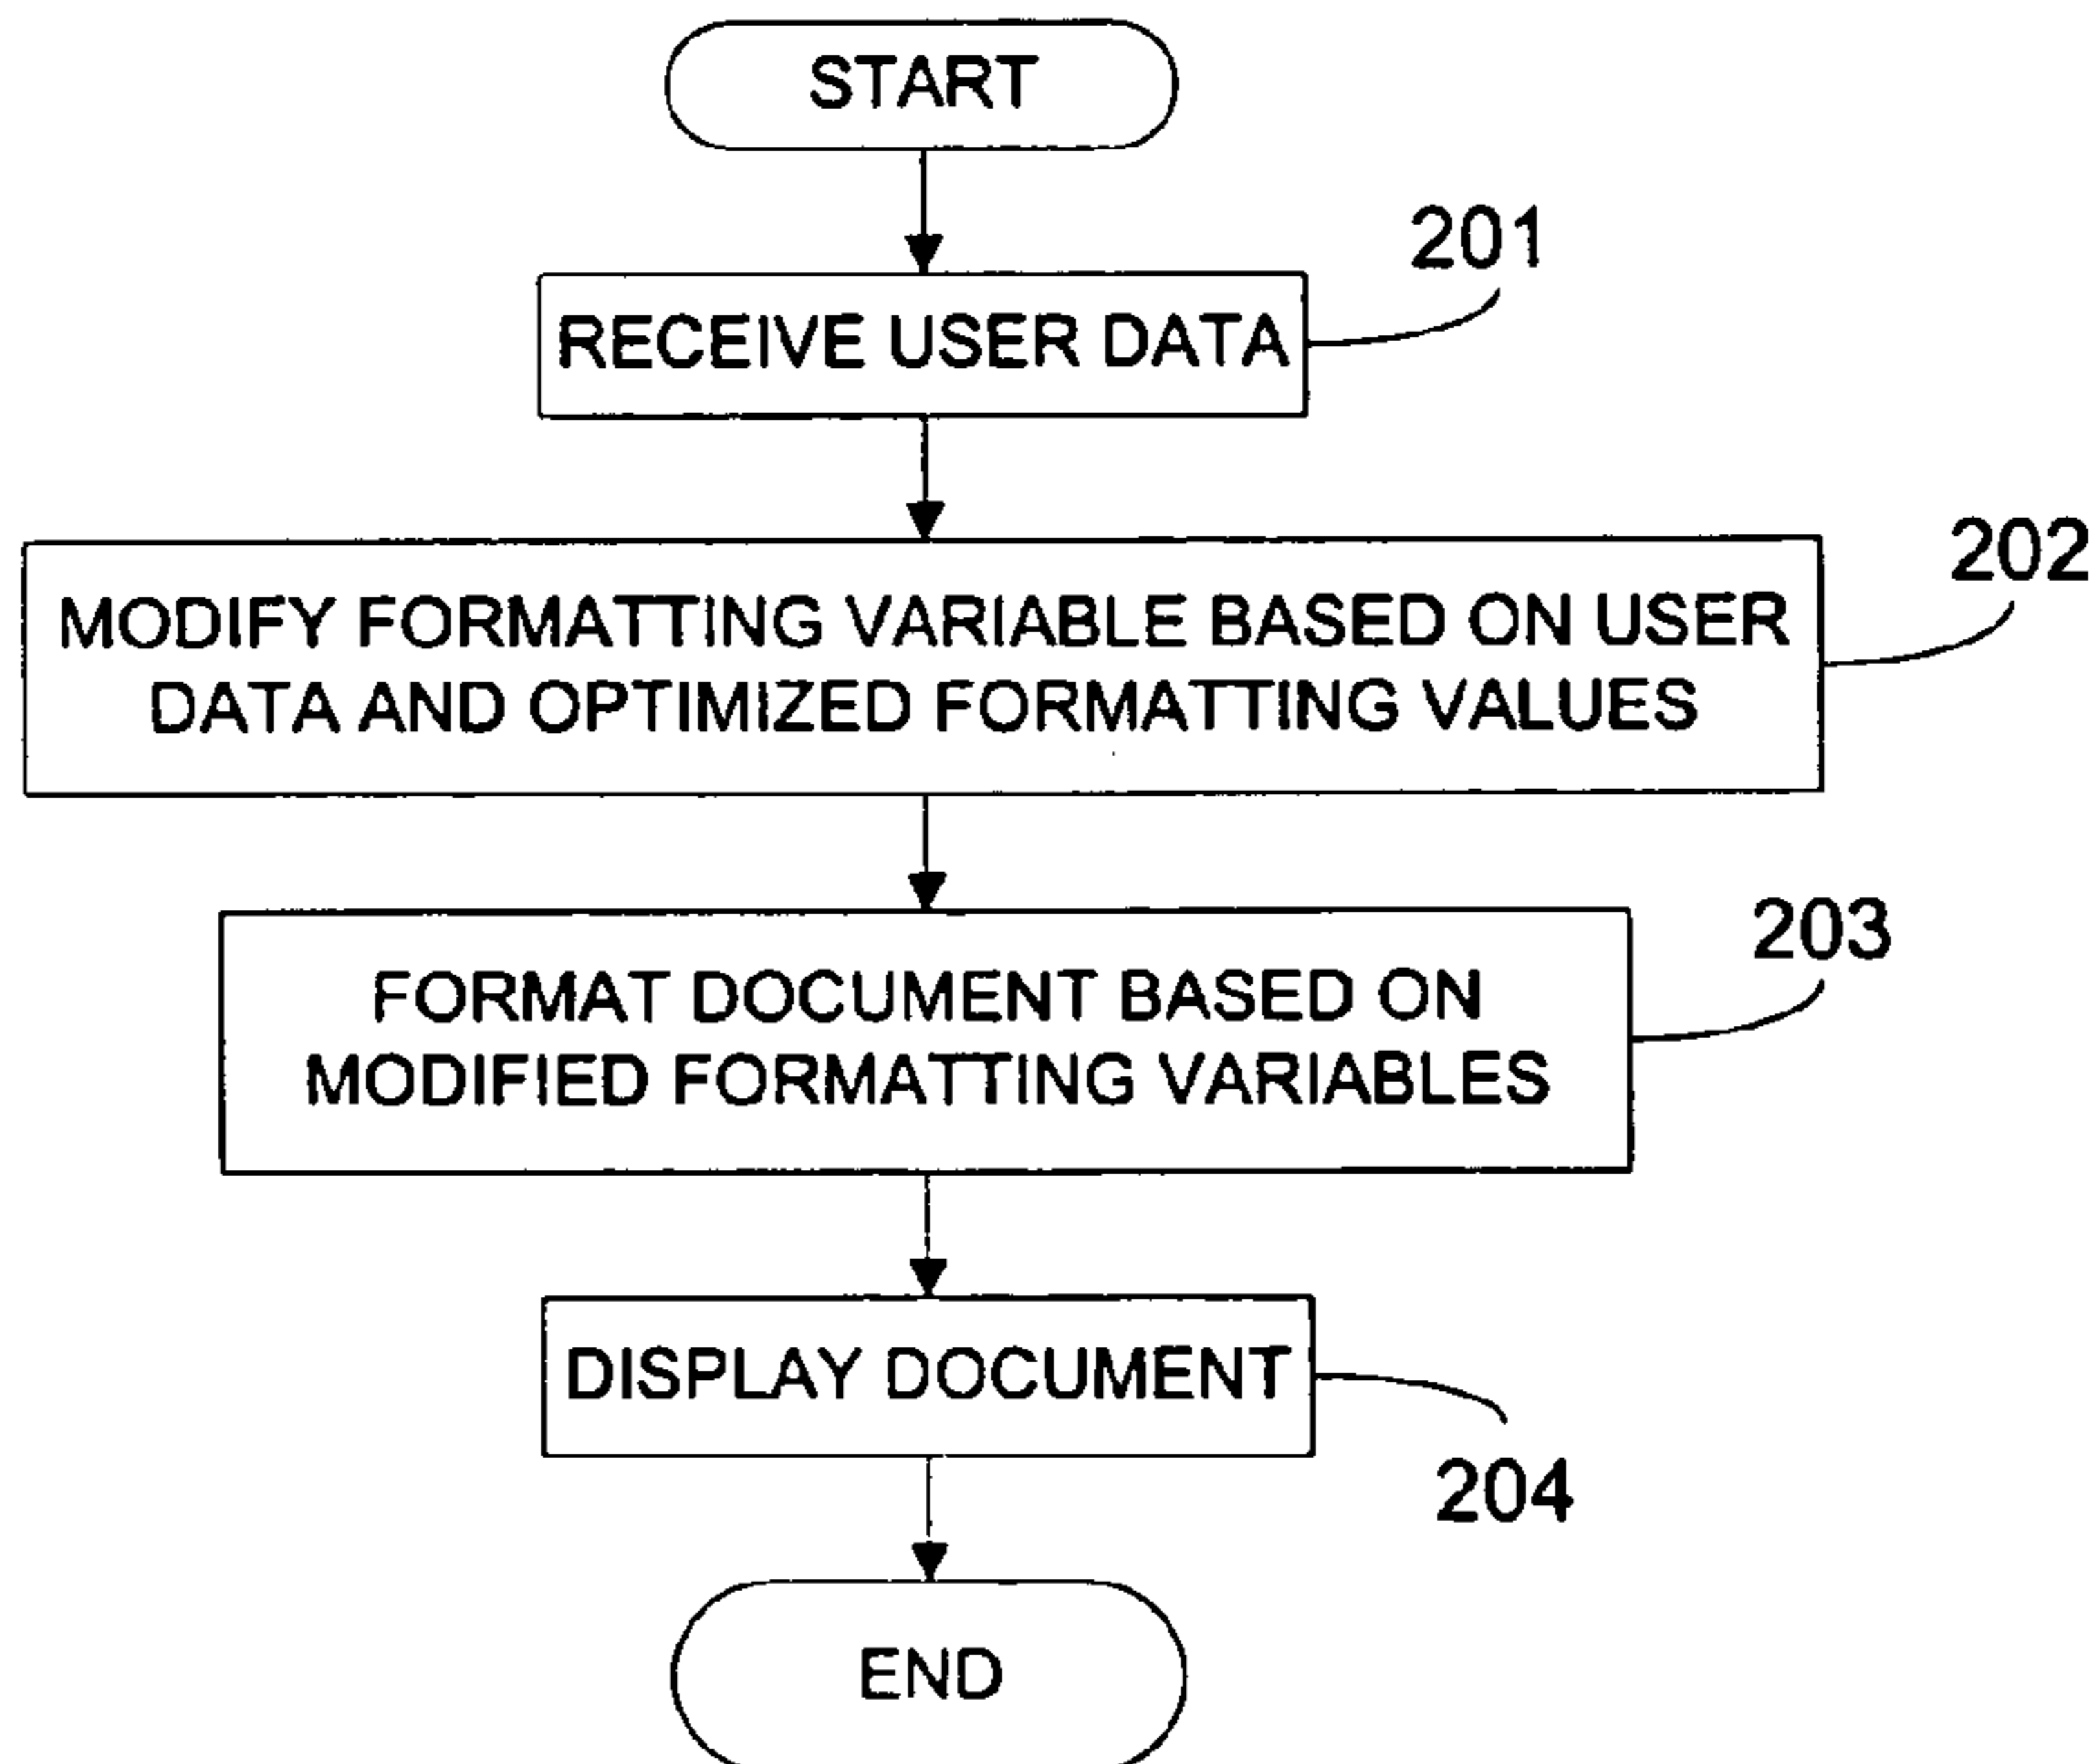 START
201
RECEIVE USER DATA
202
MODIFY FORMATTING VARIABLE BASED ON USER
DATA AND OPTIMIZED FORMATTING VALUES
203
FORMAT DOCUMENT BASED ON
MODIFIED FORMATTING VARIABLES
DISPLAY DOCUMENT
204
END